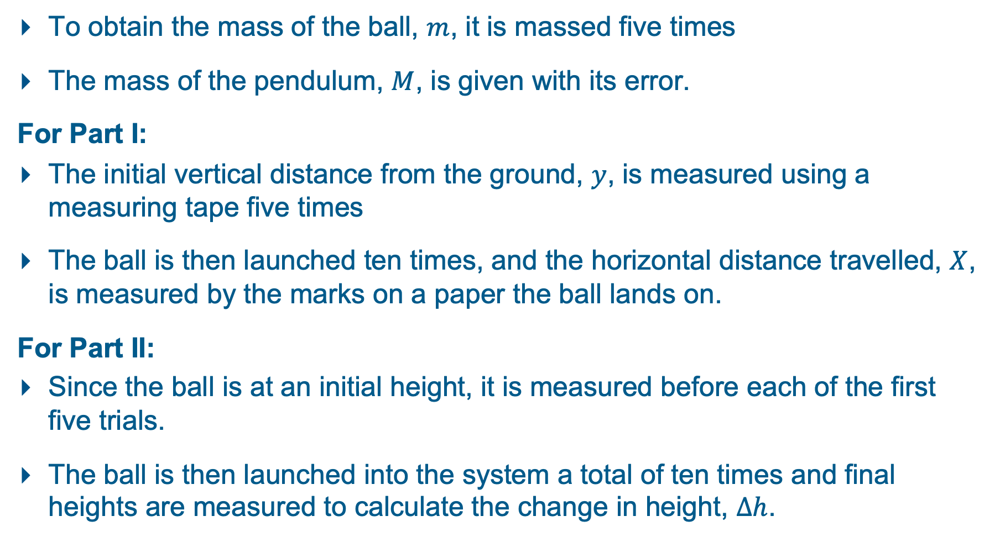 ‣ To obtain the mass of the ball, m, it is massed five times
‣ The mass of the pendulum, M, is given with its error.
For Part I:
‣ The initial vertical distance from the ground, y, is measured using a
measuring tape five times
‣ The ball is then launched ten times, and the horizontal distance travelled, X,
is measured by the marks on a paper the ball lands on.
For Part II:
‣ Since the ball is at an initial height, it is measured before each of the first
five trials.
‣ The ball is then launched into the system a total of ten times and final
heights are measured to calculate the change in height, Δh.